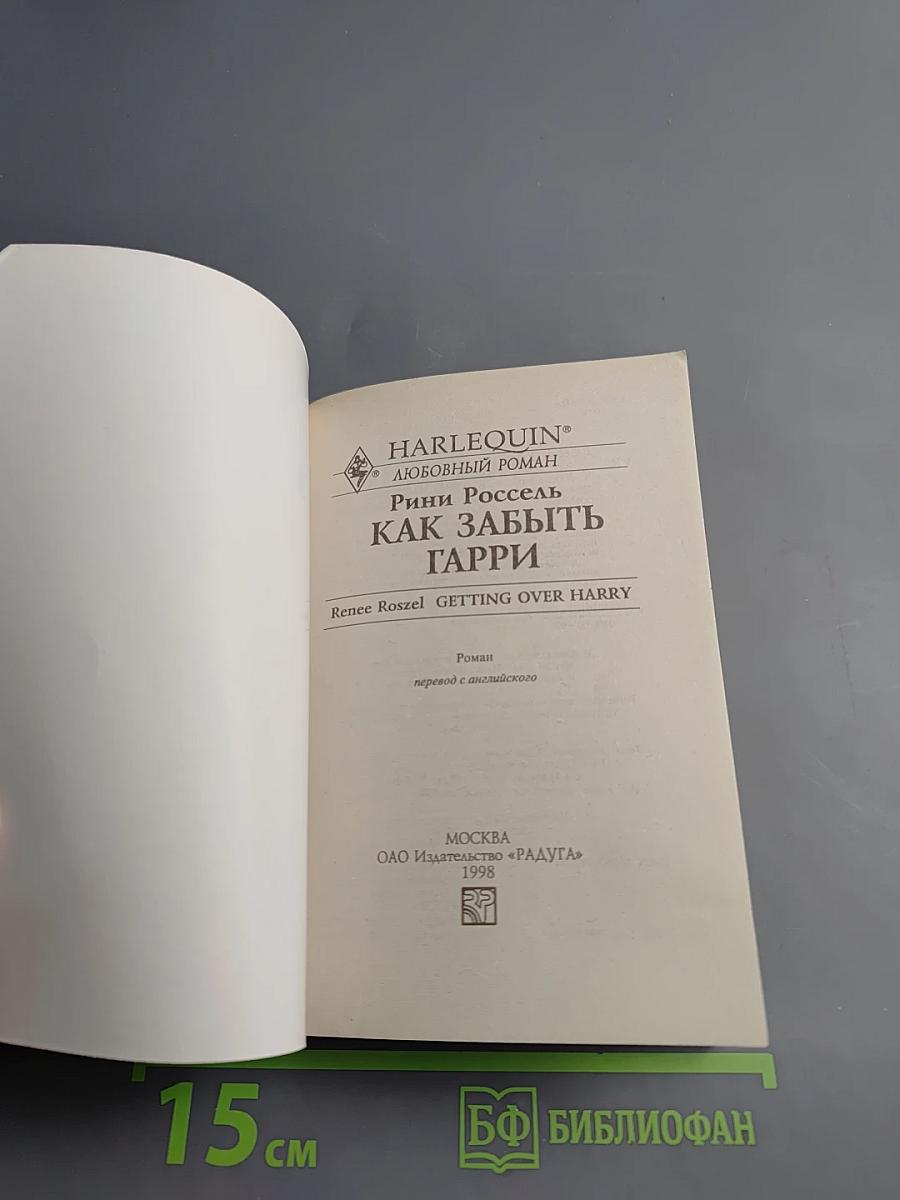 HARLEQUIN®
®
ЛЮБОВНЫЙ РОМАН
Рини Россель
КАК ЗАБЫТЬ
ГАРРИ
Renee Roszel GETTING OVER HARRY
Роман
перевод с английского
МОСКВА
ОАО Издательство «РАДУГА»
1998
15 см
БФ БИБЛИОФАН